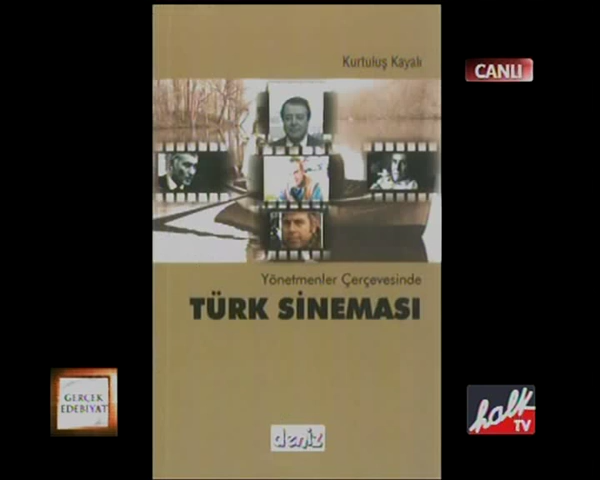 Kurtuluş Kayalı
CANLI
Yönetmenler Çerçevesinde
TÜRK SİNEMASI
GERÇEK
EDEBİYAT
deniz
halk
TV